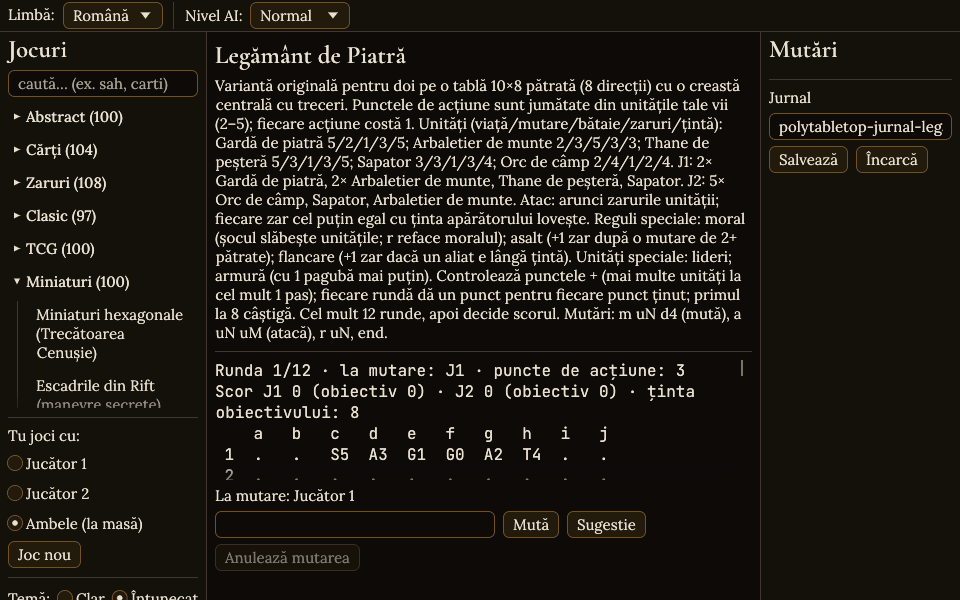 Limbă: Română ▼ Nivel AI: Normal ▼
Jocuri
caută... (ex. sah, carti)
▸ Abstract (100)
▸ Cărți (104)
▸ Zaruri (108)
▸ Clasic (97)
▸ TCG (100)
▾ Miniaturi (100)
Miniaturi hexagonale
(Trecătoarea
Cenușie)
Escadrile din Rift
(manevre secrete)
Tu joci cu:
Jucător 1
Jucător 2
Ambele (la masă)
Joc nou
Temă: Clar Întunecat
Legământ de Piatră
Variantă originală pentru doi pe o tablă 10×8 pătrată (8 direcții) cu o creastă
centrală cu treceri. Punctele de acțiune sunt jumătate din unitățile tale vii
(2–5); fiecare acțiune costă 1. Unități (viață/mutare/bătaie/zaruri/țintă):
Gardă de piatră 5/2/1/3/5; Arbaletier de munte 2/3/5/3/3; Thane de
peșteră 5/3/1/3/5; Sapator 3/3/1/3/4; Orc de câmp 2/4/1/2/4. J1: 2×
Gardă de piatră, 2× Arbaletier de munte, Thane de peșteră, Sapator. J2: 5×
Orc de câmp, Sapator, Arbaletier de munte. Atac: arunci zarurile unității;
fiecare zar cel puțin egal cu ținta apărătorului lovește. Reguli speciale: moral
(șocul slăbește unitățile; r reface moralul); asalt (+1 zar după o mutare de 2+
pătrate); flancare (+1 zar dacă un aliat e lângă țintă). Unități speciale: lideri;
armură (cu 1 pagubă mai puțin). Controlează punctele + (mai multe unități la
cel mult 1 pas); fiecare rundă dă un punct pentru fiecare punct ținut; primul
la 8 câștigă. Cel mult 12 runde, apoi decide scorul. Mutări: m uN d4 (mută), a
uN uM (atacă), r uN, end.
Runda 1/12 · la mutare: J1 · puncte de acțiune: 3
Scor J1 0 (obiectiv 0) · J2 0 (obiectiv 0) · ținta
obiectivului: 8
a b c d e f g h i j
1 . . S5 A3 G1 G0 A2 T4 . .
2 . . . . . . . . . .
La mutare: Jucător 1
Mută Sugestie
Anulează mutarea
Mutări
Jurnal
polytabletop-jurnal-leg
Salvează Încarcă